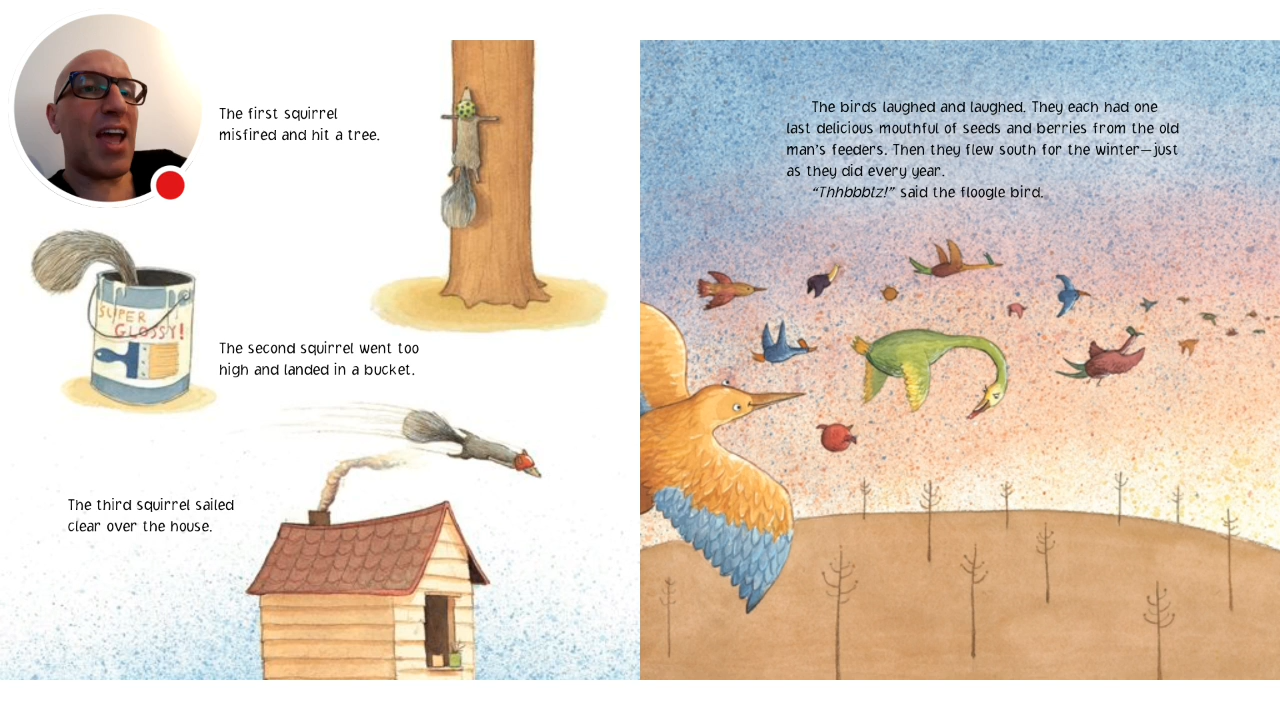 The first squirrel
misfired and hit a tree.
SUPER
GLOSSY!
The second squirrel went too
high and landed in a bucket.
The third squirrel sailed
clear over the house.
The birds laughed and laughed. They each had one
last delicious mouthful of seeds and berries from the old
man's feeders. Then they flew south for the winter—just
as they did every year.
"Thhbbblz!" said the floogle bird.